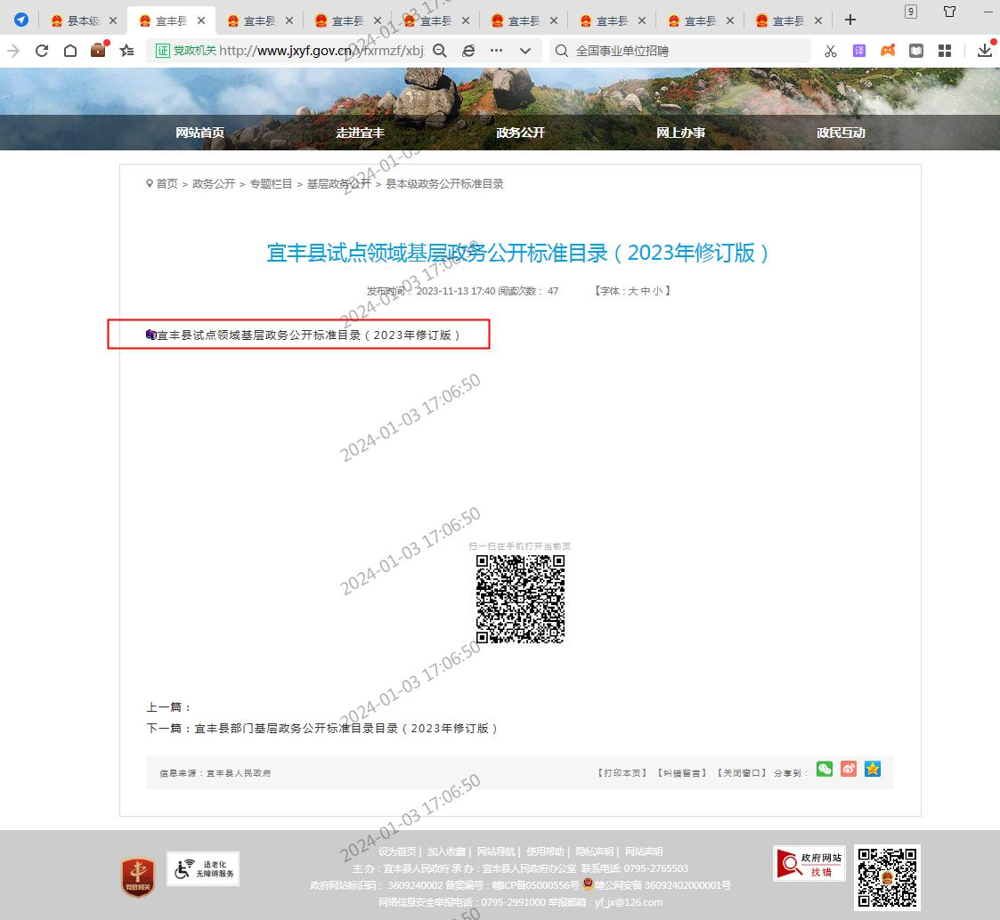 县本级
宜丰县
宜丰县
宜丰县
宜丰县
宜丰县
宜丰县
宜丰县
宜丰县
9
证 党政机关 http://www.jxyf.gov.cn/yfxrmzf/xbj
全国事业单位招聘
译
网站首页 走进宜丰 政务公开 网上办事 政民互动
首页 > 政务公开 > 专题栏目 > 基层政务公开 > 县本级政务公开标准目录
宜丰县试点领域基层政务公开标准目录（2023年修订版）
发布时间： 2023-11-13 17:40 阅读次数： 47 【字体：大 中 小 】
宜丰县试点领域基层政务公开标准目录（2023年修订版）
扫一扫在手机打开当前页
上一篇：
下一篇：宜丰县部门基层政务公开标准目录目录（2023年修订版）
信息来源：宜丰县人民政府 【打印本页】 【纠错留言】 【关闭窗口】 分享到：
设为首页| 加入收藏| 网站导航| 使用帮助| 隐私声明| 网站声明
主 办：宜丰县人民政府 承 办：宜丰县人民政府办公室 联系电话: 0795-2765503
政府网站标识码： 3609240002 备案编号：赣ICP备05000556号 赣公网安备 36092402000001号
网络信息安全举报电话：0795-2991000 举报邮箱：yf_jx@126.com
党政机关
适老化
无障碍服务
政府网站
找错
2024-01-03 17:06:50
2024-01-03 17:06:50
2024-01-03 17:06:50
2024-01-03 17:06:50
2024-01-03 17:06:50
2024-01-03 17:06:50